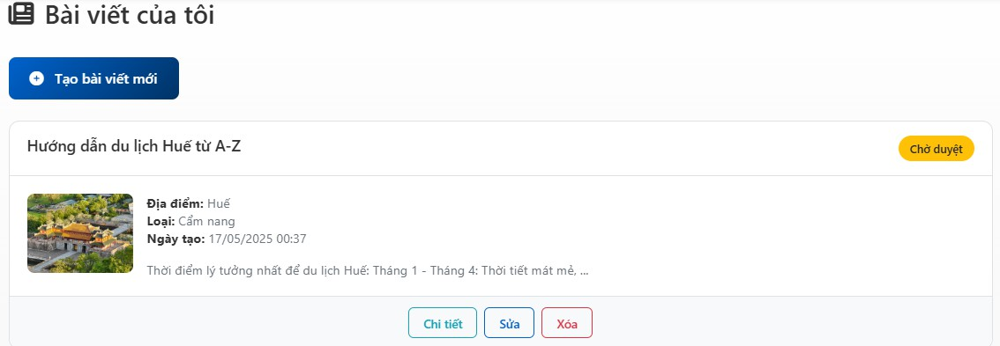 Bài viết của tôi
Tạo bài viết mới
Hướng dẫn du lịch Huế từ A-Z
Chờ duyệt
Địa điểm: Huế
Loại: Cẩm nang
Ngày tạo: 17/05/2025 00:37
Thời điểm lý tưởng nhất để du lịch Huế: Tháng 1 - Tháng 4: Thời tiết mát mẻ, ...
Chi tiết
Sửa
Xóa